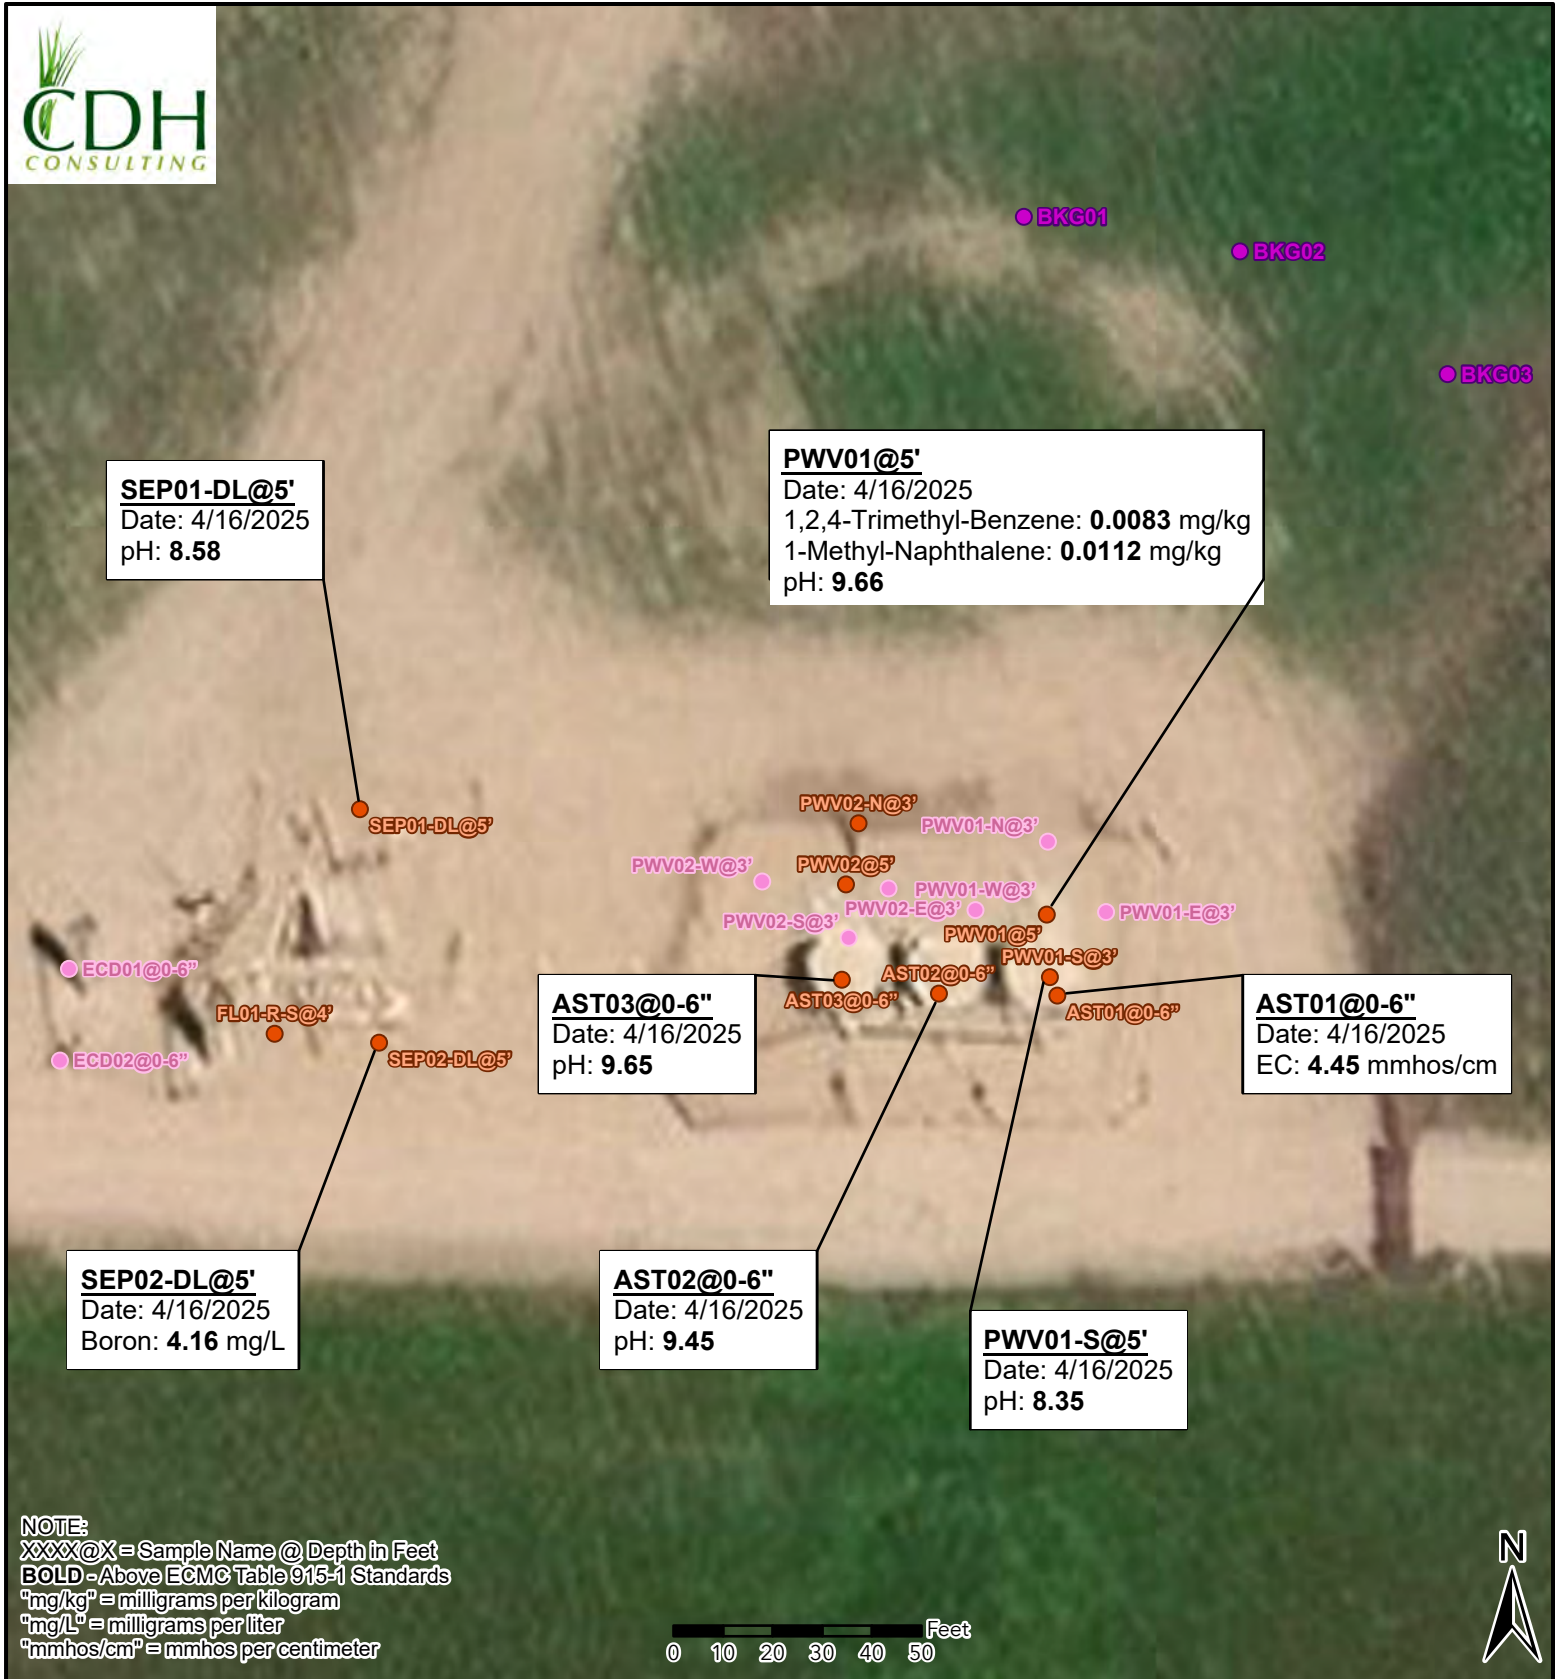 CDH
CONSULTING
BKG01
BKG02
BKG03
SEP01-DL@5'
Date: 4/16/2025
pH: 8.58
PWV01@5'
Date: 4/16/2025
1,2,4-Trimethyl-Benzene: 0.0083 mg/kg
1-Methyl-Naphthalene: 0.0112 mg/kg
pH: 9.66
SEP01-DL@5’
PWV02-N@3’
PWV01-N@3’
PWV02-W@3’
PWV02@5’
PWV01-W@3’
PWV02-E@3’
PWV01-E@3’
PWV02-S@3’
PWV01@5’
PWV01-S@3’
ECD01@0-6”
AST02@0-6”
AST03@0-6”
AST01@0-6”
FL01-R-S@4’
SEP02-DL@5’
ECD02@0-6”
AST03@0-6"
Date: 4/16/2025
pH: 9.65
AST01@0-6"
Date: 4/16/2025
EC: 4.45 mmhos/cm
SEP02-DL@5'
Date: 4/16/2025
Boron: 4.16 mg/L
AST02@0-6"
Date: 4/16/2025
pH: 9.45
PWV01-S@5'
Date: 4/16/2025
pH: 8.35
NOTE:
XXXX@X = Sample Name @ Depth in Feet
BOLD - Above ECMC Table 915-1 Standards
"mg/kg" = milligrams per kilogram
"mg/L" = milligrams per liter
"mmhos/cm" = mmhos per centimeter
Feet
0 10 20 30 40 50
N